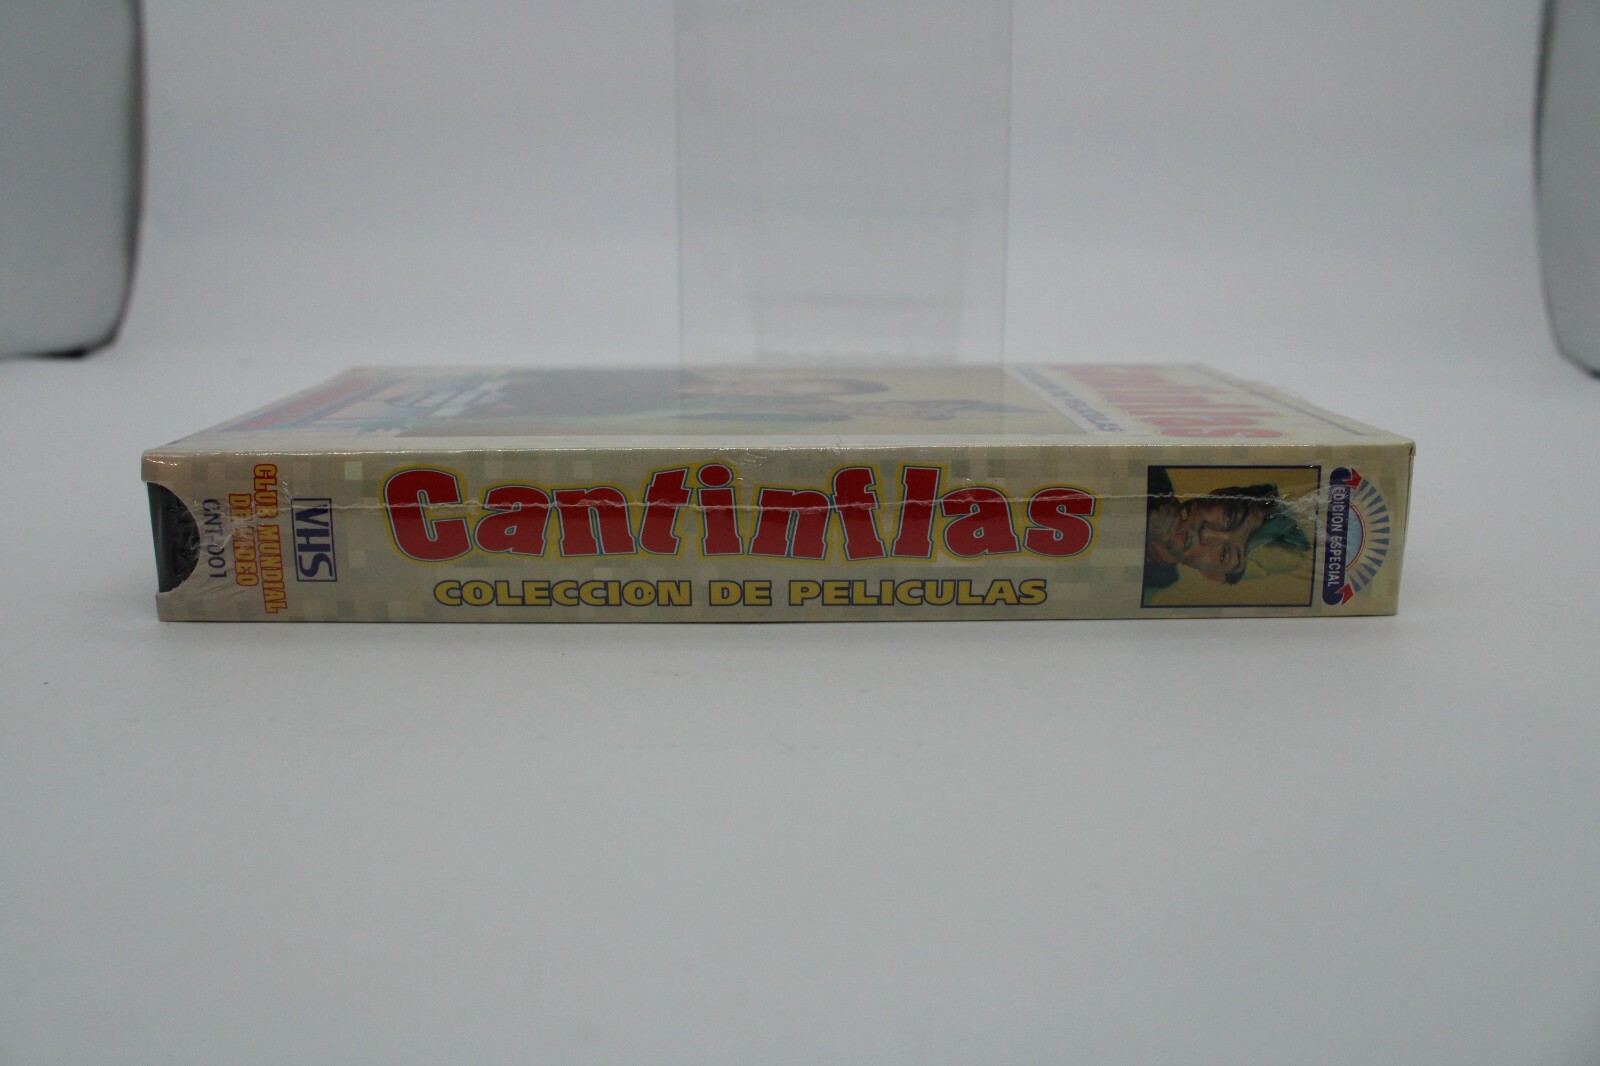 Cantinflas
COLECCION DE PELICULAS
EDICION ESPECIAL
VHS
CLUB MUNDIAL
DE VIDEO
CNT-001